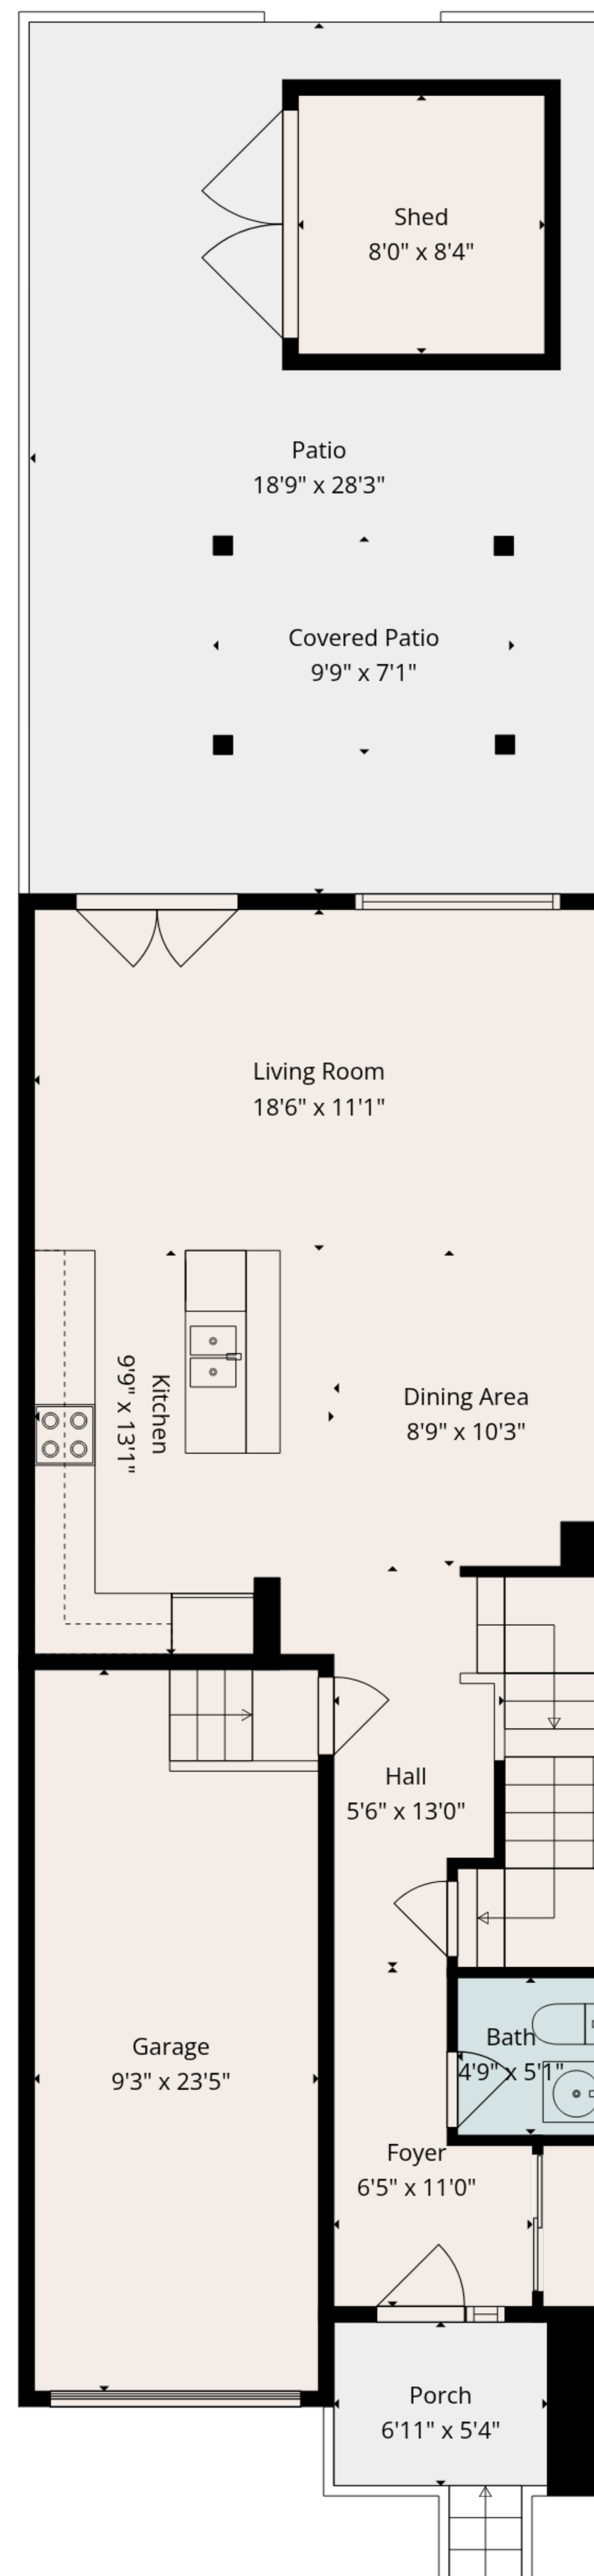 Shed
8'0" x 8'4"
Patio
18'9" x 28'3"
Covered Patio
9'9" x 7'1"
Living Room
18'6" x 11'1"
Kitchen
9'9" x 13'1"
Dining Area
8'9" x 10'3"
Hall
5'6" x 13'0"
Garage
9'3" x 23'5"
Bath
4'9" x 5'1"
Foyer
6'5" x 11'0"
Porch
6'11" x 5'4"